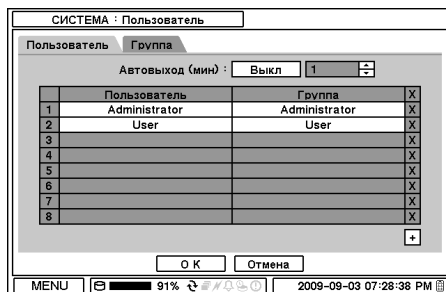 СИСТЕМА : Пользователь
Пользователь Группа
Автовыход (мин) : Выкл 1
Пользователь Группа X
1 Administrator Administrator X
2 User User X
3 X
4 X
5 X
6 X
7 X
8 X
+
O K Отмена
MENU 91% 2009-09-03 07:28:38 PM